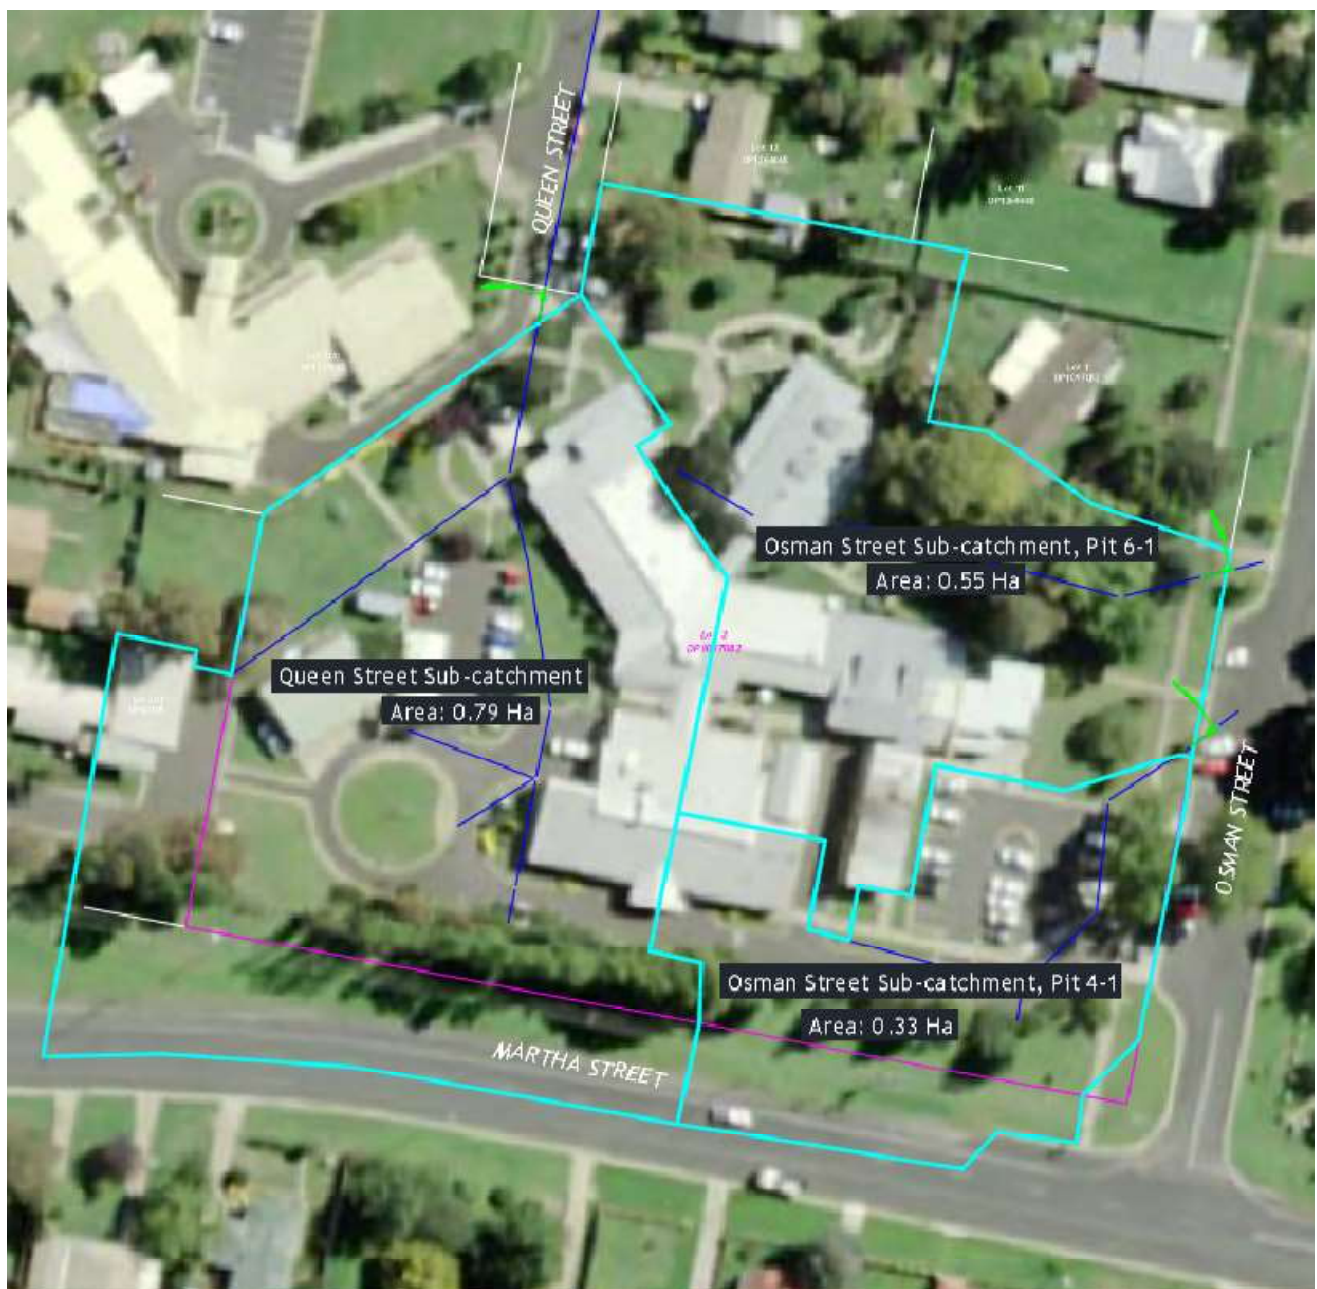 QUEEN STREET
Osman Street Sub-catchment, Pit 6-1
Area: 0.55 Ha
Queen Street Sub-catchment
Area: 0.79 Ha
OSMAN STREET
Osman Street Sub-catchment, Pit 4-1
Area: 0.33 Ha
MARTHA STREET